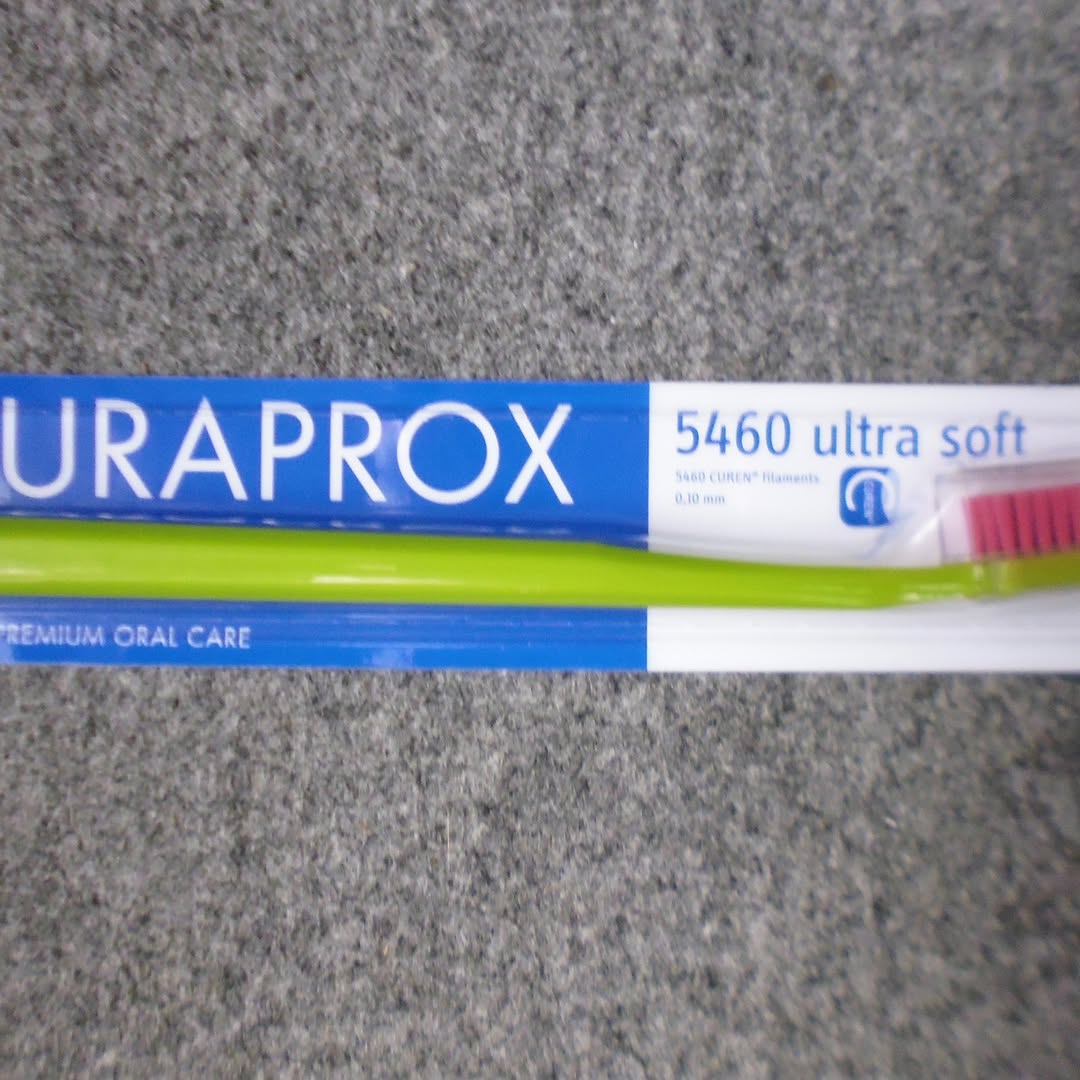 URAPROX
PREMIUM ORAL CARE
5460 ultra soft
5460 CUREN® filaments
0,10 mm